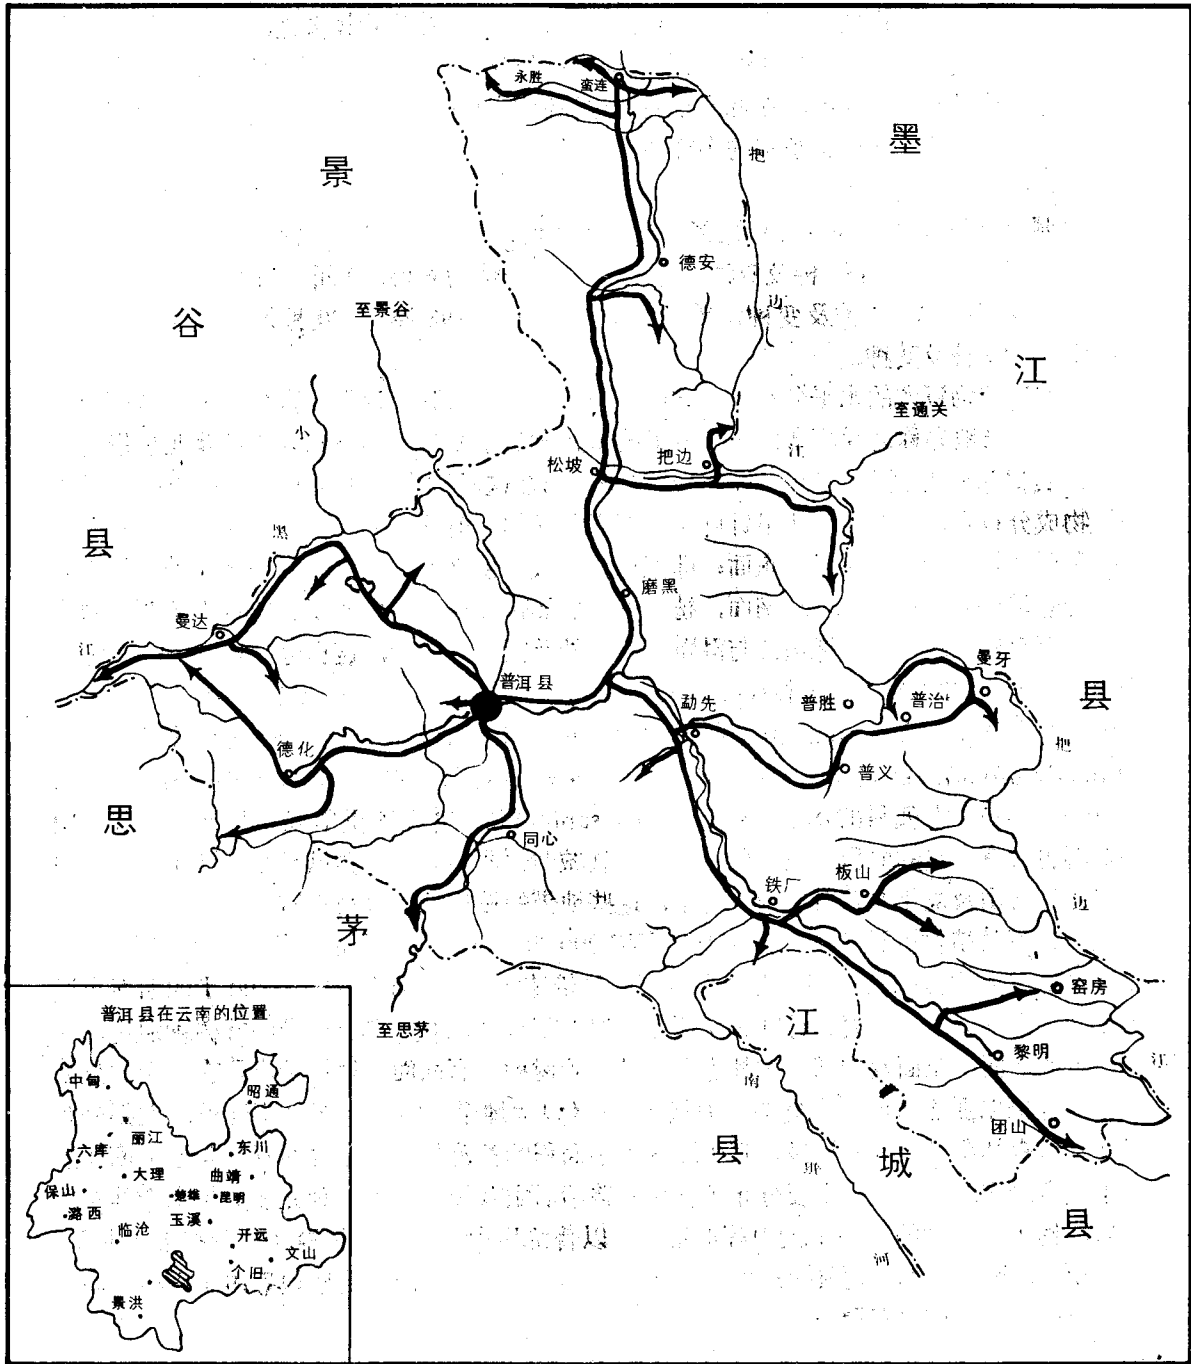 永胜
蛮连
墨
景
把
德安
谷
至景谷
边
江
至通关
小
松坡
把边
江
黑
县
磨黑
曼达
江
普洱县
勐先
普胜
普治
曼牙
县
把
德化
普义
思
同心
铁厂
板山
茅
边
窑房
至思茅
江
黎明
江
南
团山
县
城
县
河
普洱县在云南的位置
中甸
昭通
丽江
六库
东川
大理
曲靖
保山
楚雄
昆明
潞西
玉溪
临沧
开远
文山
个旧
景洪